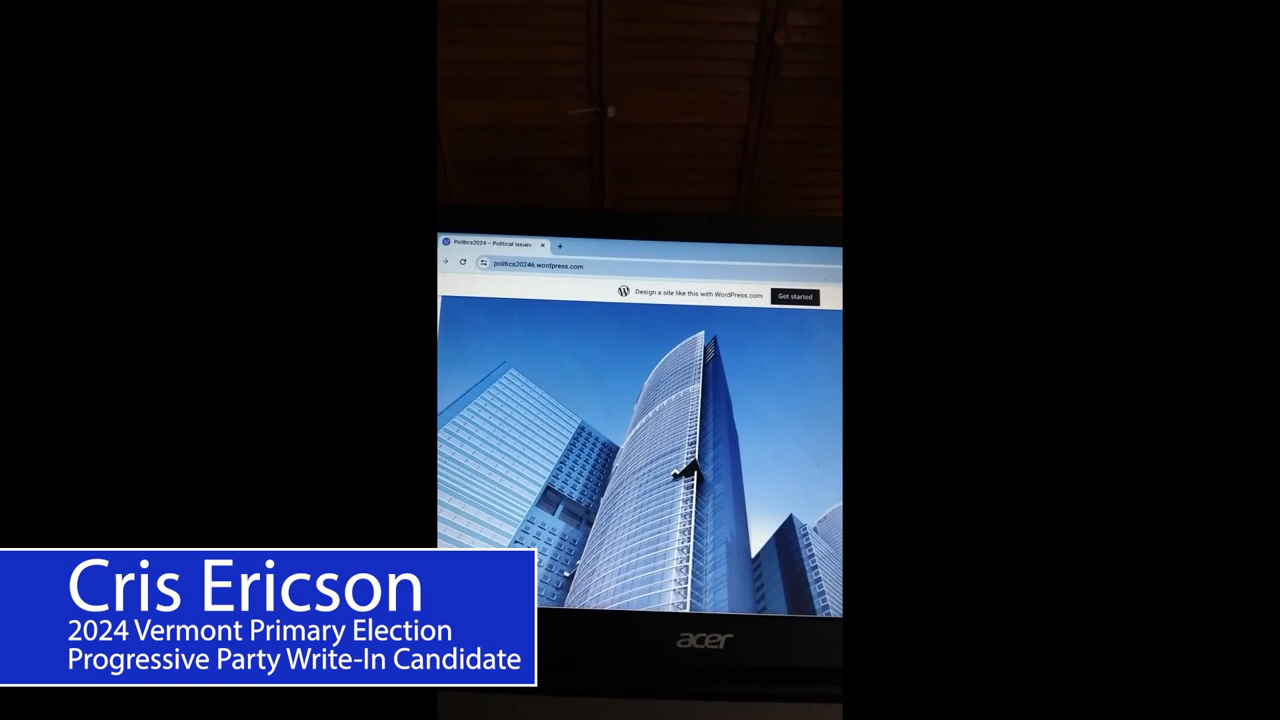 Politics2024 – Political Issues
politics20246.wordpress.com
Design a site like this with WordPress.com
Get started
acer
Cris Ericson
2024 Vermont Primary Election
Progressive Party Write-In Candidate